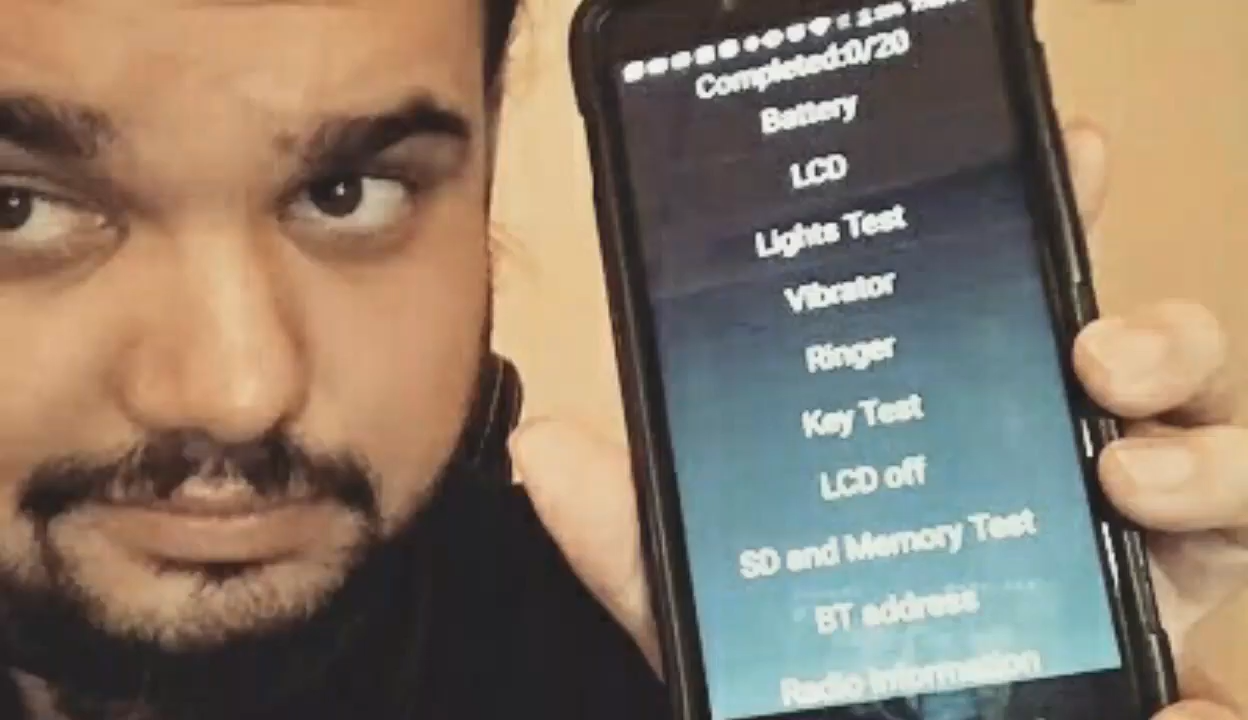 Completed:0/20
Battery
LCD
Lights Test
Vibrator
Ringer
Key Test
LCD off
SD and Memory Test
BT address
Radio Information